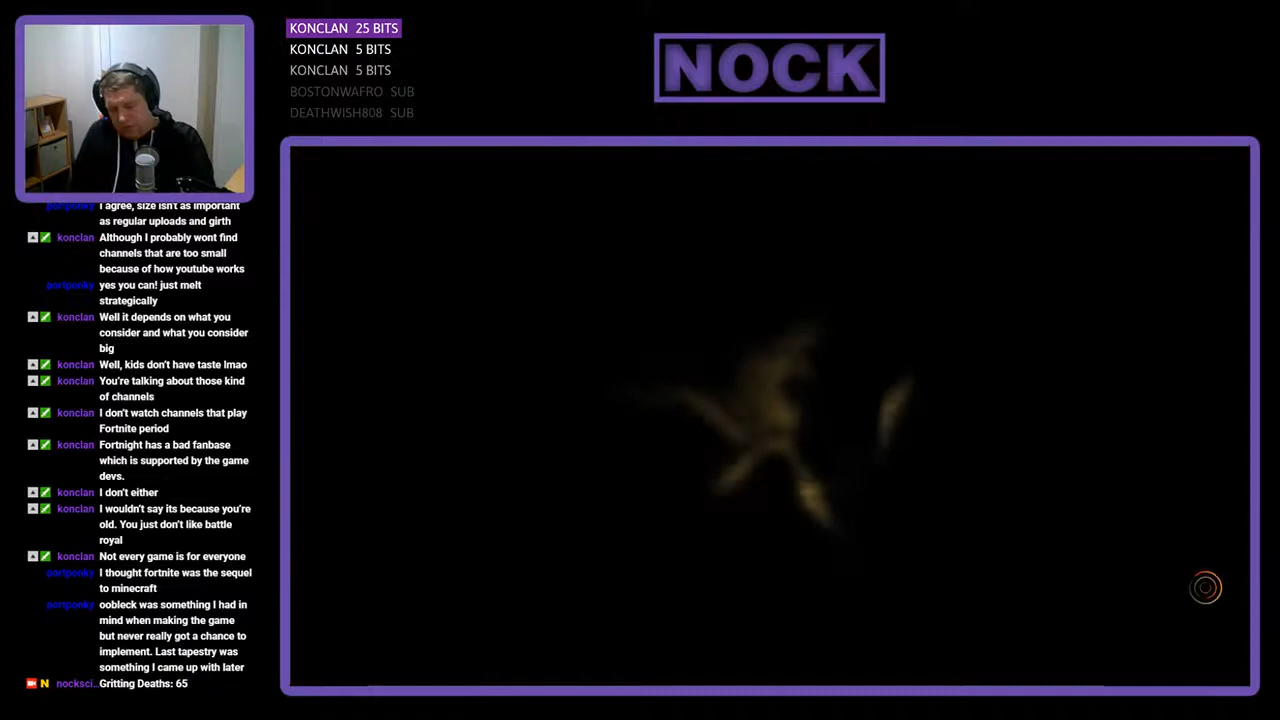 KONCLAN 25 BITS
KONCLAN 5 BITS
KONCLAN 5 BITS
BOSTONWAFRO SUB
DEATHWISH808 SUB
NOCK
portponky I agree, size isn't as important
as regular uploads and girth
konclan Although I probably wont find
channels that are too small
because of how youtube works
portponky yes you can! just melt
strategically
konclan Well it depends on what you
consider and what you consider
big
konclan Well, kids don't have taste lmao
konclan You're talking about those kind
of channels
konclan I don't watch channels that play
Fortnite period
konclan Fortnight has a bad fanbase
which is supported by the game
devs.
konclan I don't either
konclan I wouldn't say its because you're
old. You just don't like battle
royal
konclan Not every game is for everyone
portponky I thought fortnite was the sequel
to minecraft
portponky oobleck was something I had in
mind when making the game
but never really got a chance to
implement. Last tapestry was
something I came up with later
N nocksci... Gritting Deaths: 65